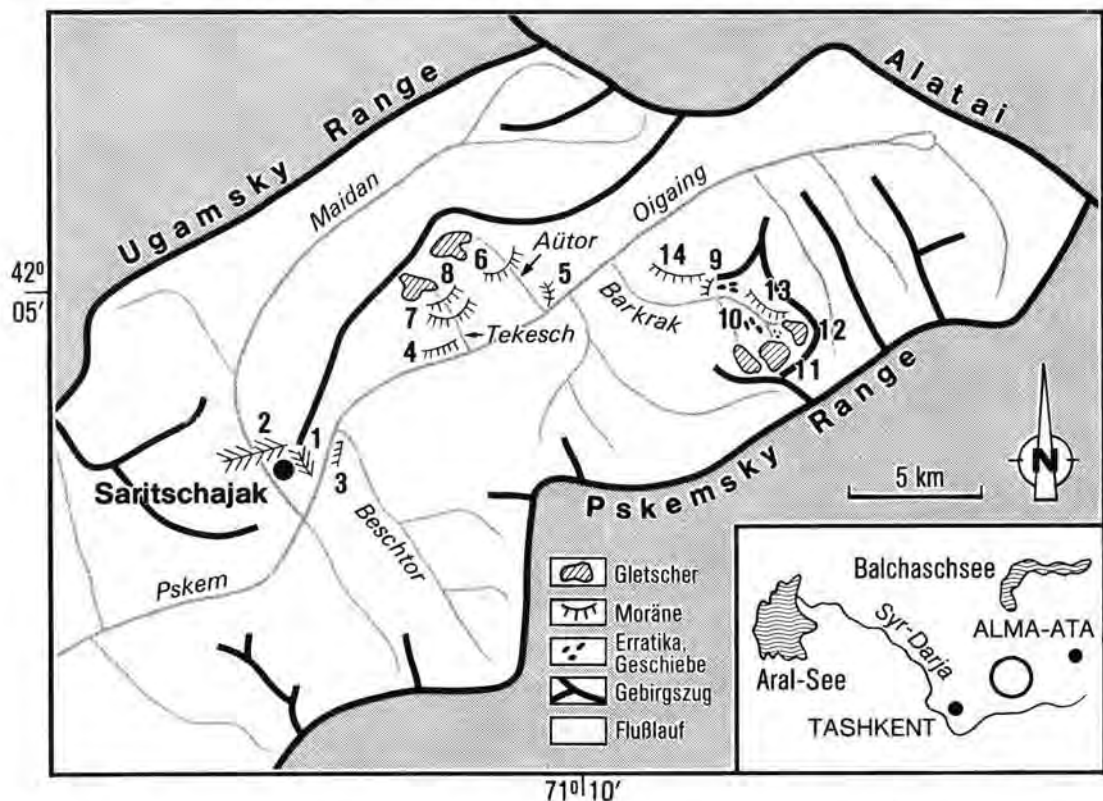 Ugamsky Range
Alatai
Maidan
Oigaing
Aütor
6
5
14
9
8
13
42⁰
05′
7
Barkrak
10
12
Tekesch
4
11
2
1
3
Saritschajak
Pskemsky Range
N
5 km
Beschtor
Pskem
Gletscher
Moräne
Erratika,
Geschiebe
Gebirgszug
Flußlauf
Balchaschsee
Syr-Darja
ALMA-ATA
Aral-See
TASHKENT
71⁰10′